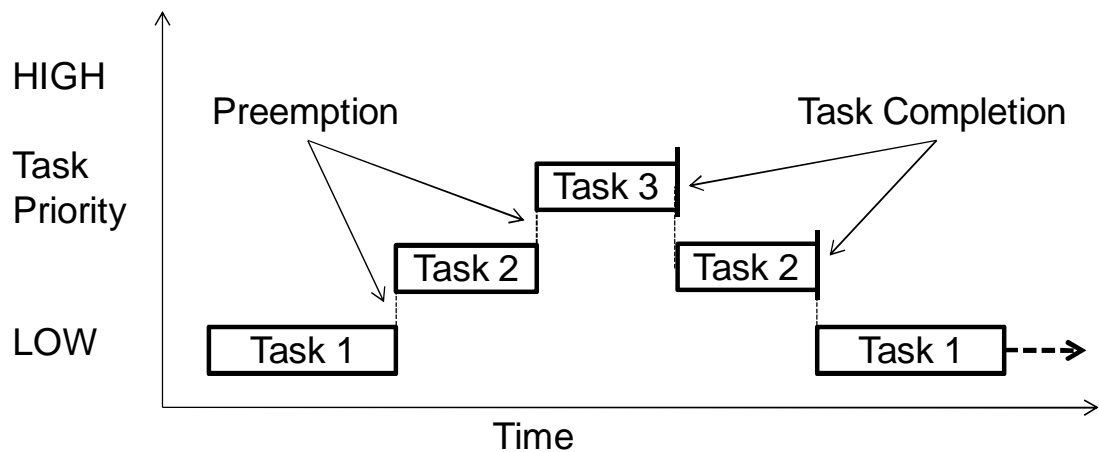 HIGH
Preemption
Task Completion
Task
Priority
Task 3
Task 2
Task 2
LOW
Task 1
Task 1
Time